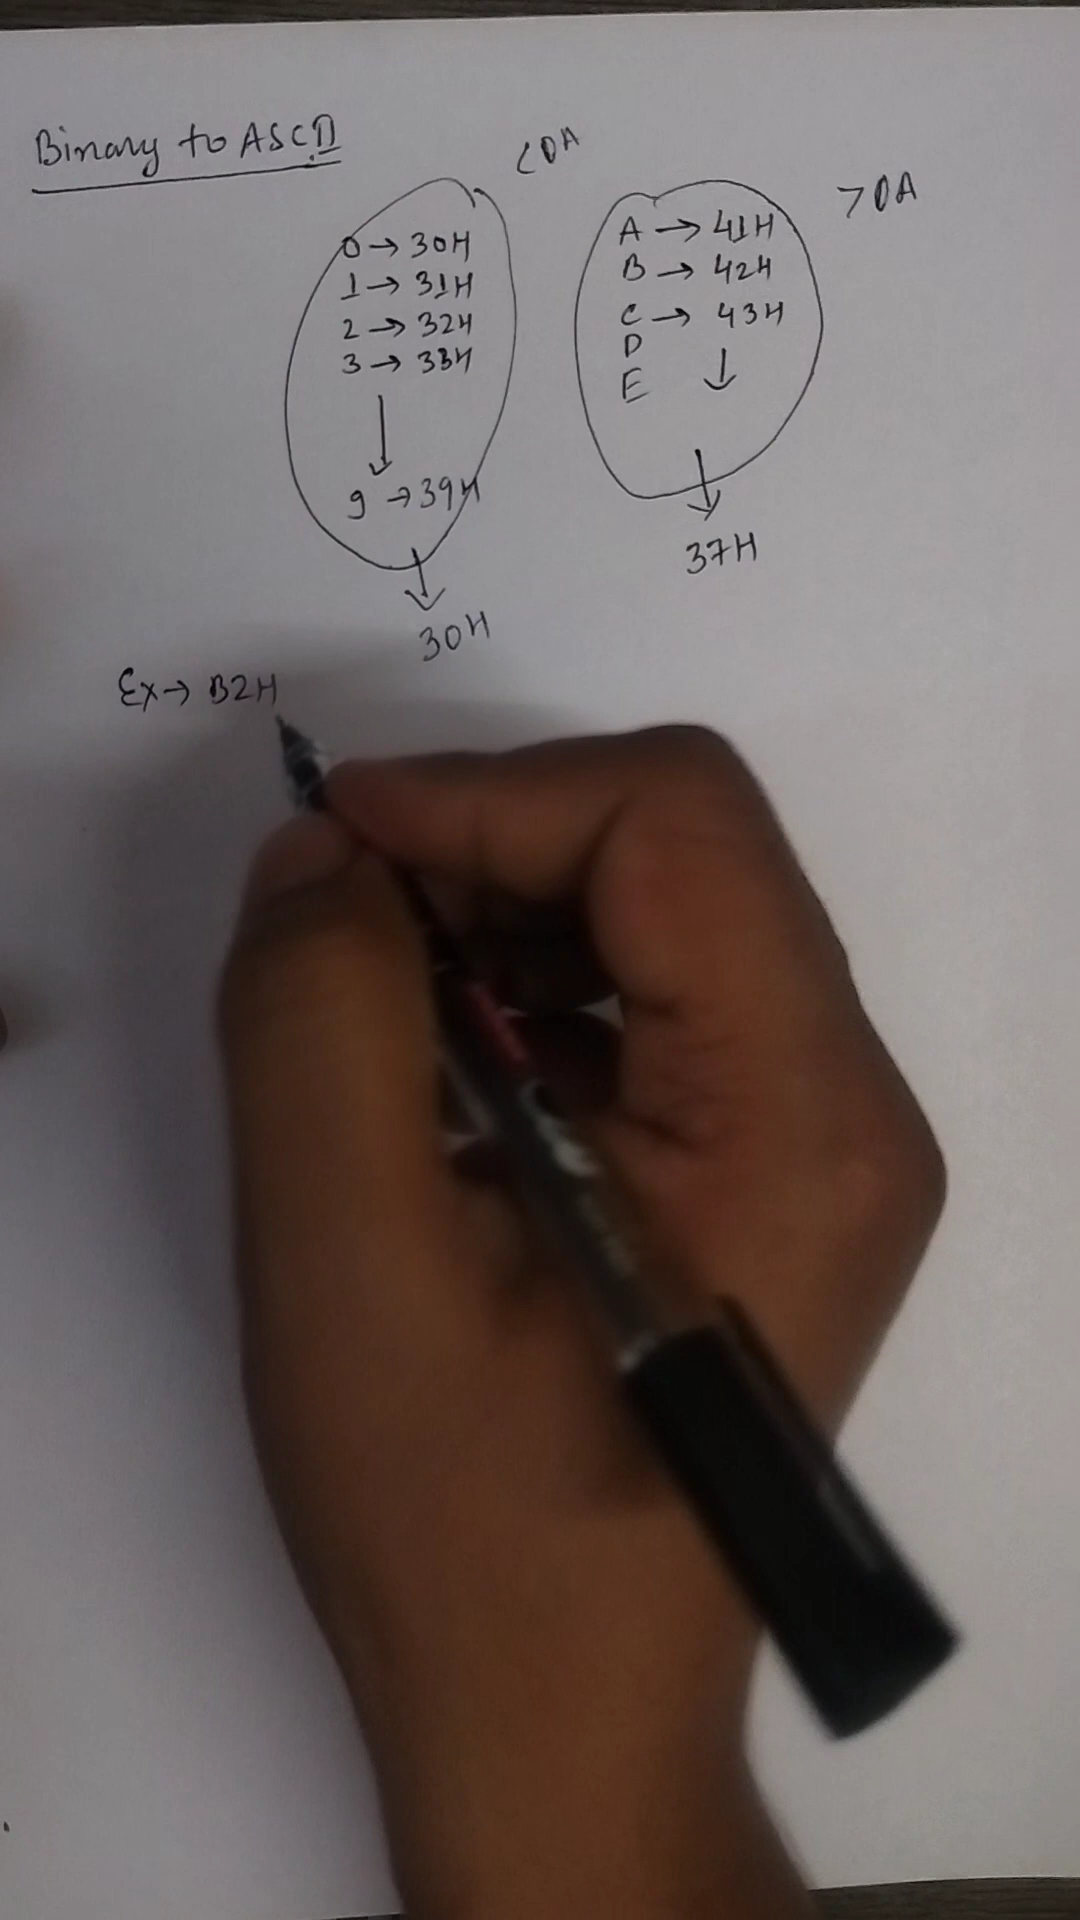 Binary to ASCII
<0A
0 → 30H
1 → 31H
2 → 32H
3 → 33H
↓
9 → 39H
↓
30H
>0A
A → 41H
B → 42H
C → 43H
D
E
↓
↓
37H
Ex → B2H